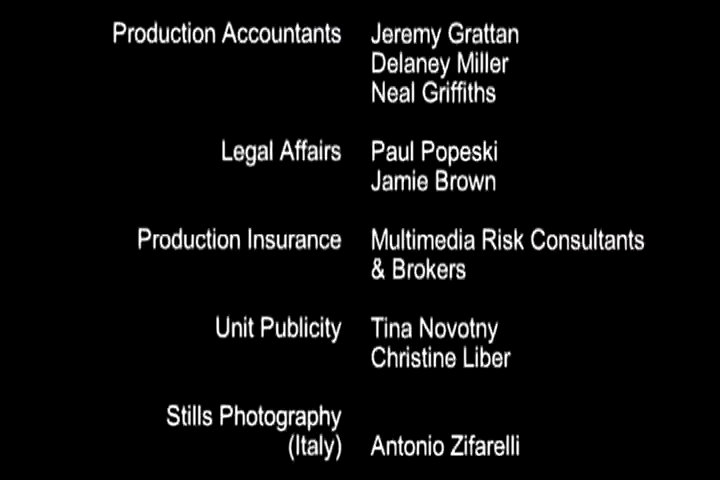 Production Accountants Jeremy Grattan
Delaney Miller
Neal Griffiths
Legal Affairs Paul Popeski
Jamie Brown
Production Insurance Multimedia Risk Consultants
& Brokers
Unit Publicity Tina Novotny
Christine Liber
Stills Photography
(Italy) Antonio Zifarelli